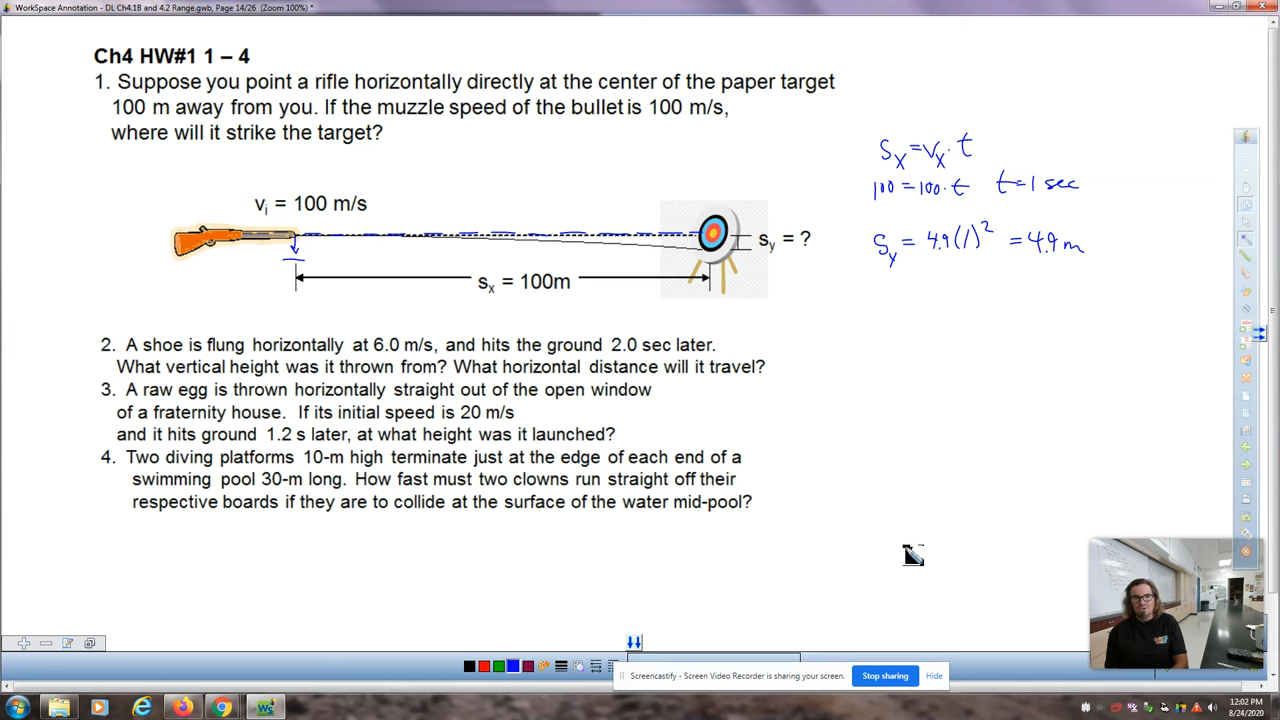 WorkSpace Annotation - DL Ch4.1B and 4.2 Range.gwb, Page 14/26 (Zoom 100%) *
Ch4 HW#1 1 – 4
1. Suppose you point a rifle horizontally directly at the center of the paper target
100 m away from you. If the muzzle speed of the bullet is 100 m/s,
where will it strike the target?
Sx = Vx · t
100 = 100 · t t = 1 sec
vi = 100 m/s
sy = ?
Sy = 4.9(1)² = 4.9 m
sx = 100m
2. A shoe is flung horizontally at 6.0 m/s, and hits the ground 2.0 sec later.
What vertical height was it thrown from? What horizontal distance will it travel?
3. A raw egg is thrown horizontally straight out of the open window
of a fraternity house. If its initial speed is 20 m/s
and it hits ground 1.2 s later, at what height was it launched?
4. Two diving platforms 10-m high terminate just at the edge of each end of a
swimming pool 30-m long. How fast must two clowns run straight off their
respective boards if they are to collide at the surface of the water mid-pool?
Screencastify - Screen Video Recorder is sharing your screen. Stop sharing Hide
12:02 PM
8/24/2020